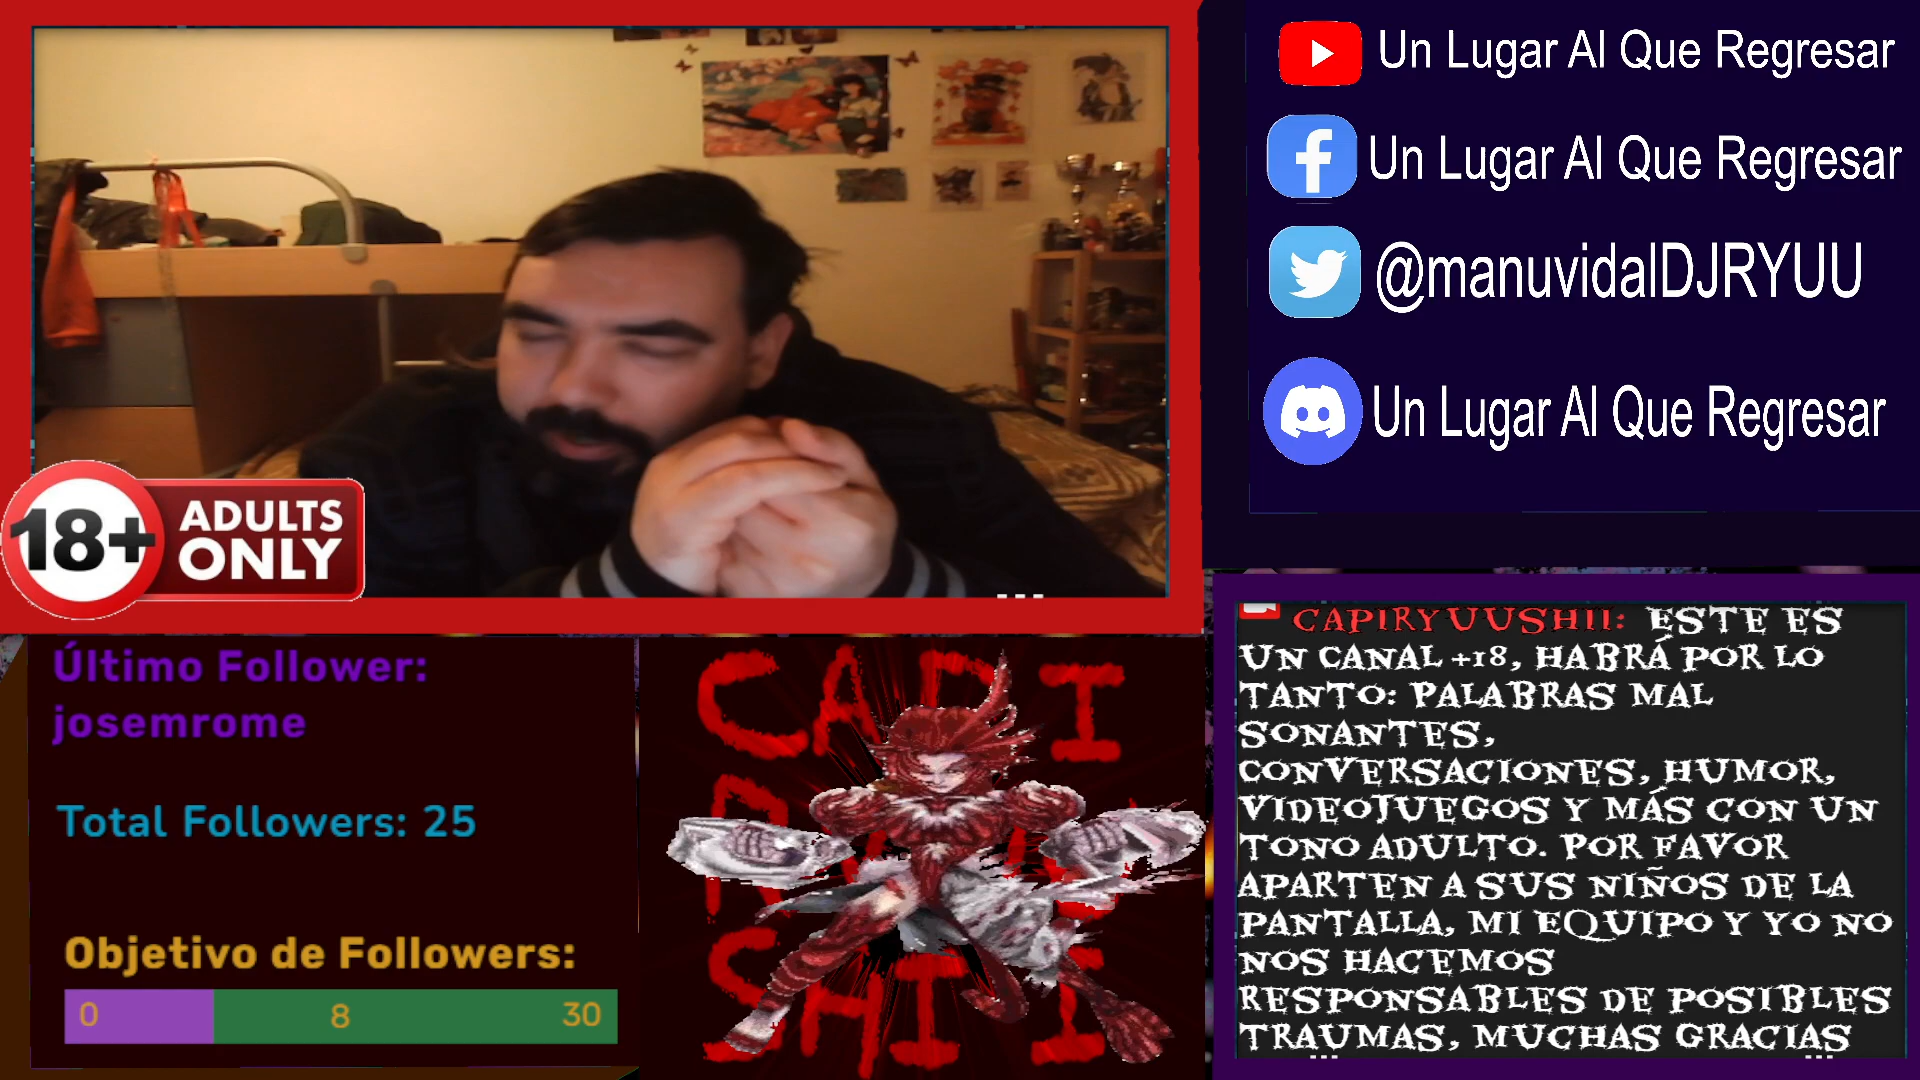 Un Lugar Al Que Regresar
Un Lugar Al Que Regresar
@manuvidalDJRYUU
Un Lugar Al Que Regresar
18+ ADULTS
ONLY
Último Follower:
josemrome
Total Followers: 25
Objetivo de Followers:
0 8 30
CAPI
SHII
CAPIRYUUSHII: ESTE ES
UN CANAL +18, HABRÁ POR LO
TANTO: PALABRAS MAL
SONANTES,
CONVERSACIONES, HUMOR,
VIDEOJUEGOS Y MÁS CON UN
TONO ADULTO. POR FAVOR
APARTEN A SUS NIÑOS DE LA
PANTALLA, MI EQUIPO Y YO NO
NOS HACEMOS
RESPONSABLES DE POSIBLES
TRAUMAS, MUCHAS GRACIAS